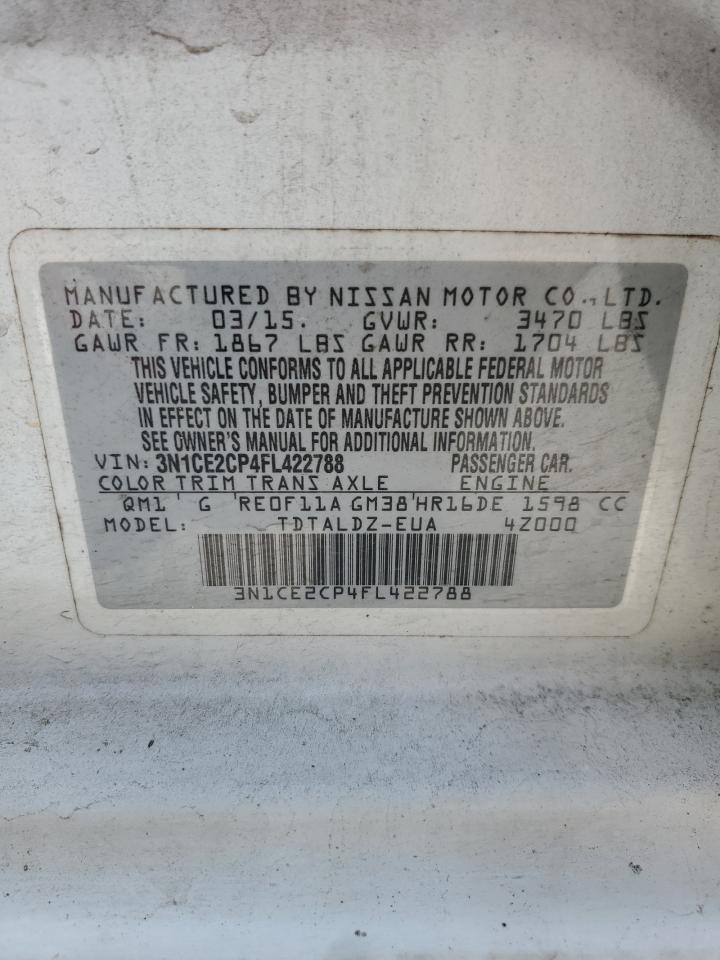 MANUFACTURED BY NISSAN MOTOR CO., LTD.
DATE: 03/15. GVWR: 3470 LBS
GAWR FR: 1867 LBS GAWR RR: 1704 LBS
THIS VEHICLE CONFORMS TO ALL APPLICABLE FEDERAL MOTOR
VEHICLE SAFETY, BUMPER AND THEFT PREVENTION STANDARDS
IN EFFECT ON THE DATE OF MANUFACTURE SHOWN ABOVE.
SEE OWNER'S MANUAL FOR ADDITIONAL INFORMATION.
VIN: 3N1CE2CP4FL422788 PASSENGER CAR.
COLOR TRIM TRANS AXLE ENGINE
QM1 ' G 'RE0F11A GM38'HR16DE 1598 CC
MODEL: TDTALDZ-EUA 4Z000
3N1CE2CP4FL422788